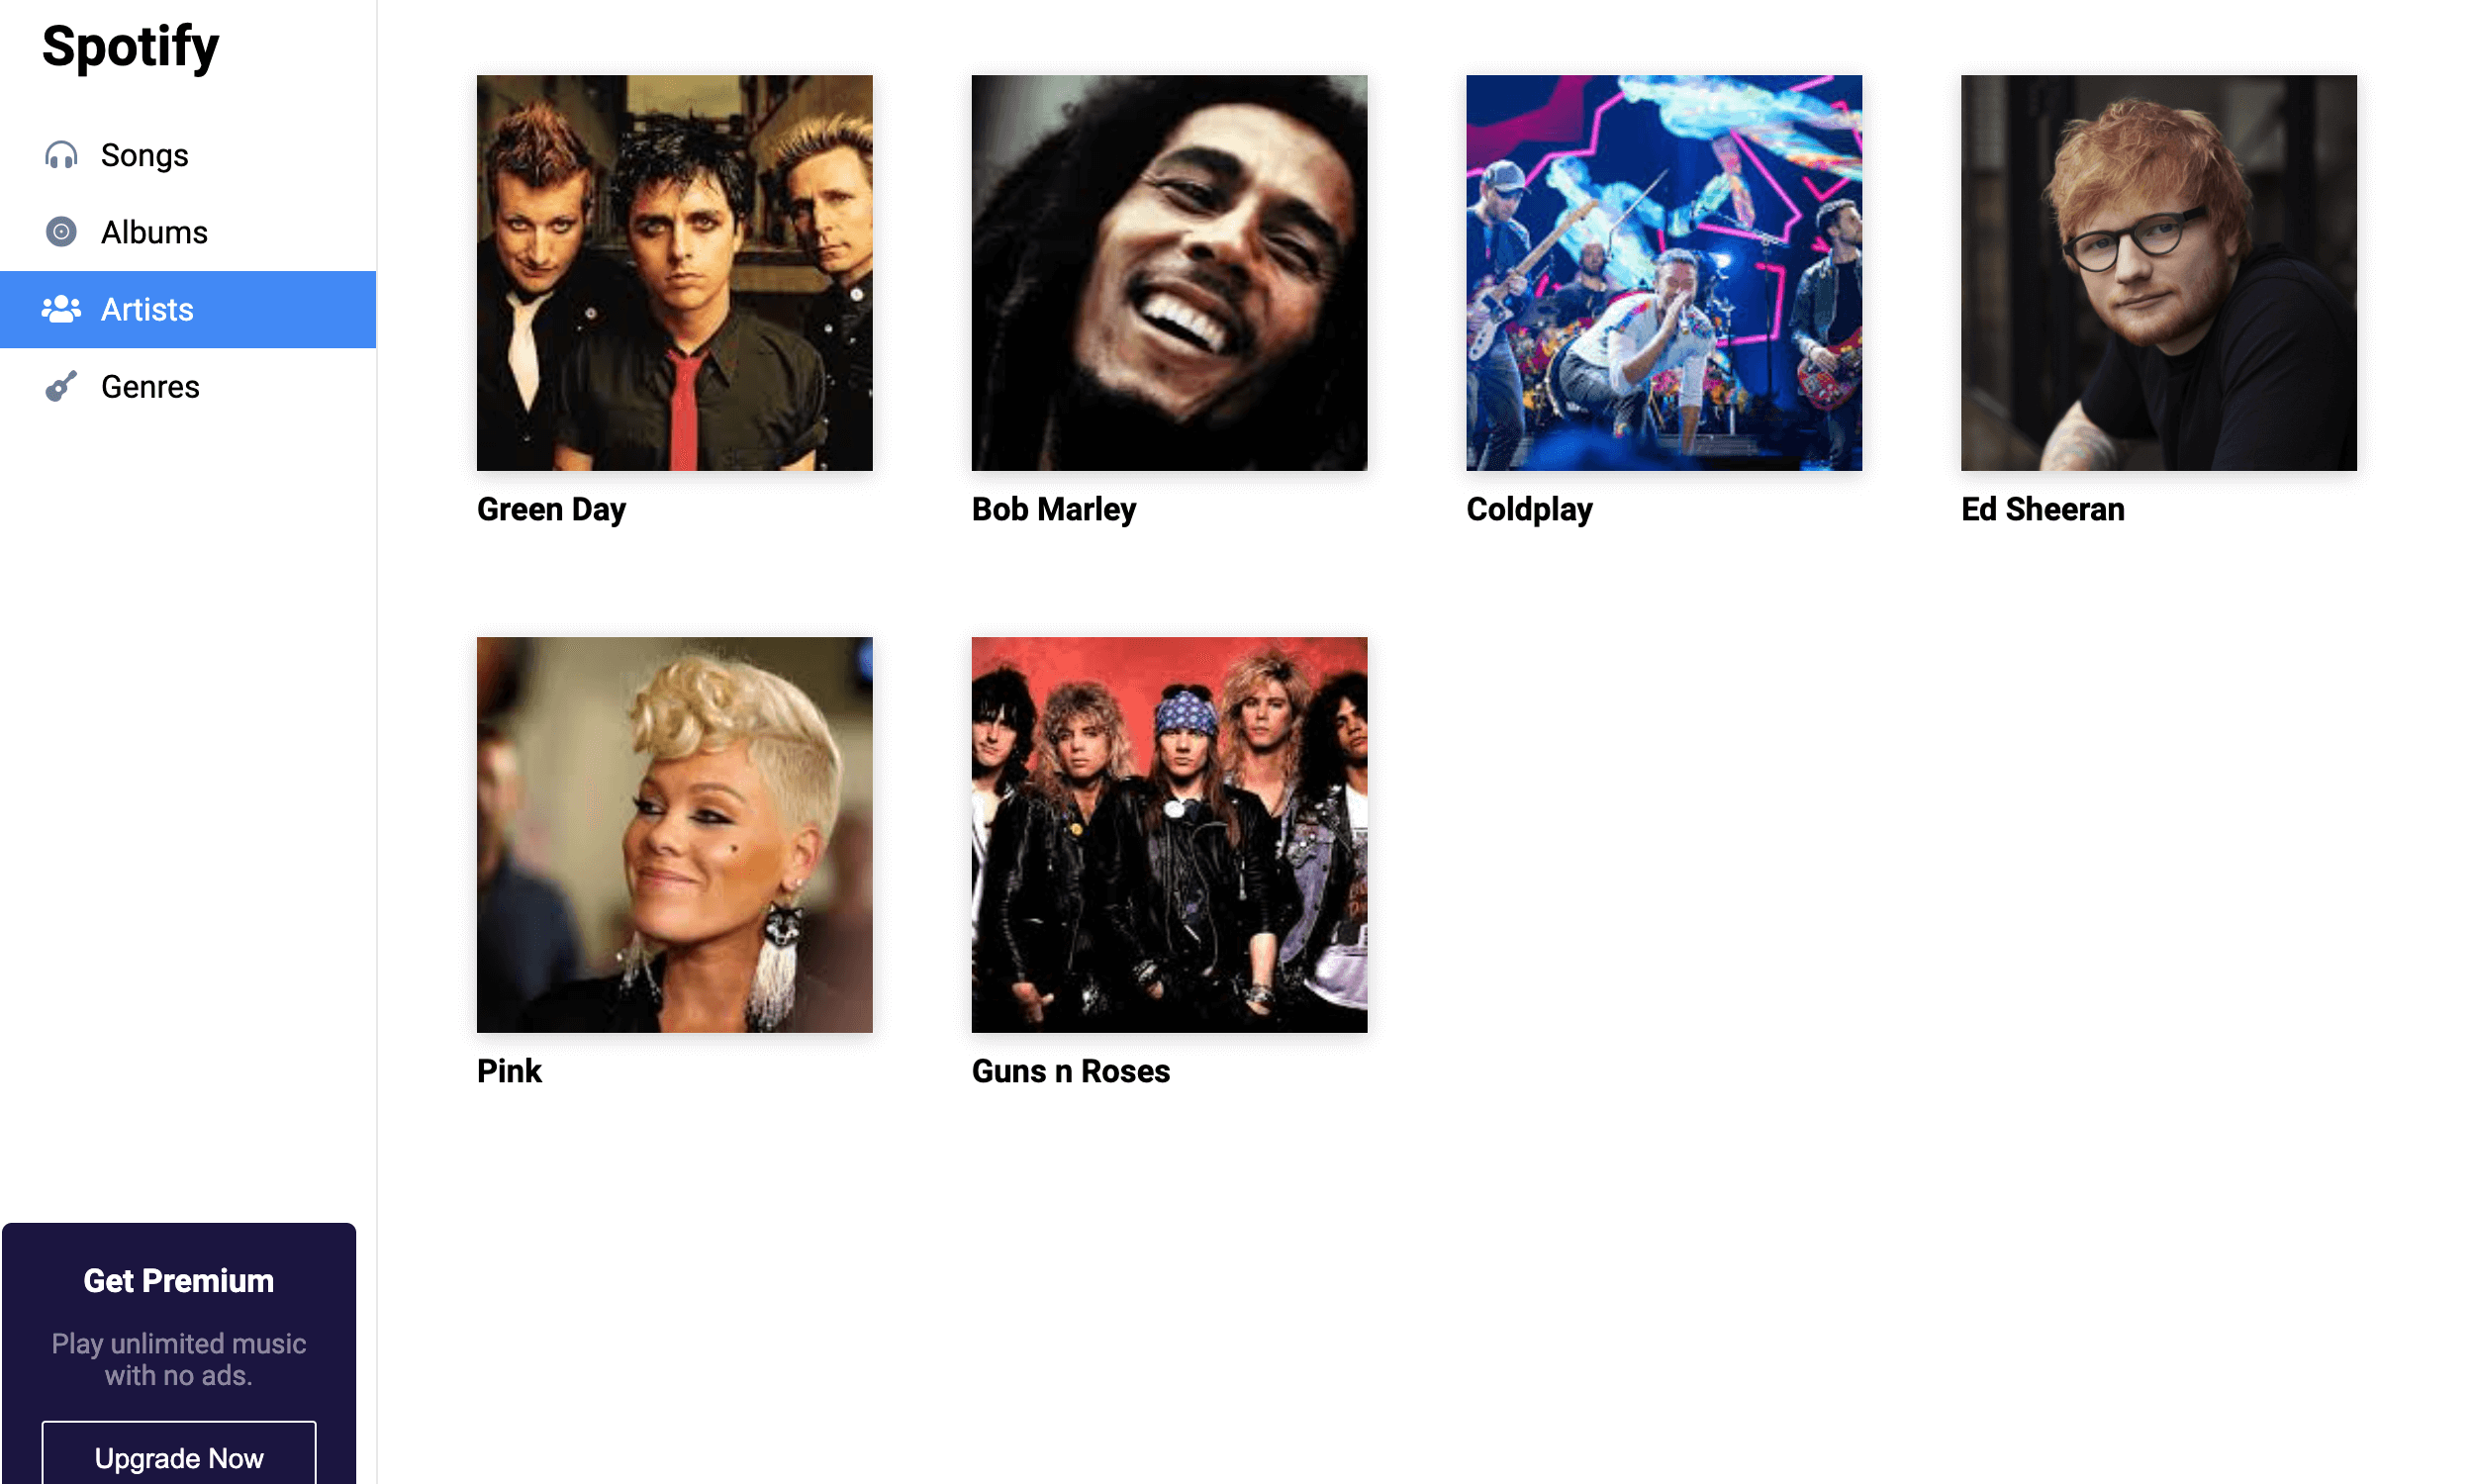 Spotify
Songs
Albums
Artists
Genres
Green Day
Bob Marley
Coldplay
Ed Sheeran
Pink
Guns n Roses
Get Premium
Play unlimited music
with no ads.
Upgrade Now